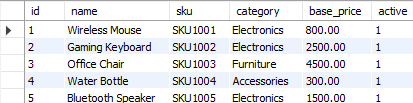 id name sku category base_price active
1 Wireless Mouse SKU1001 Electronics 800.00 1
2 Gaming Keyboard SKU1002 Electronics 2500.00 1
3 Office Chair SKU1003 Furniture 4500.00 1
4 Water Bottle SKU1004 Accessories 300.00 1
5 Bluetooth Speaker SKU1005 Electronics 1500.00 1